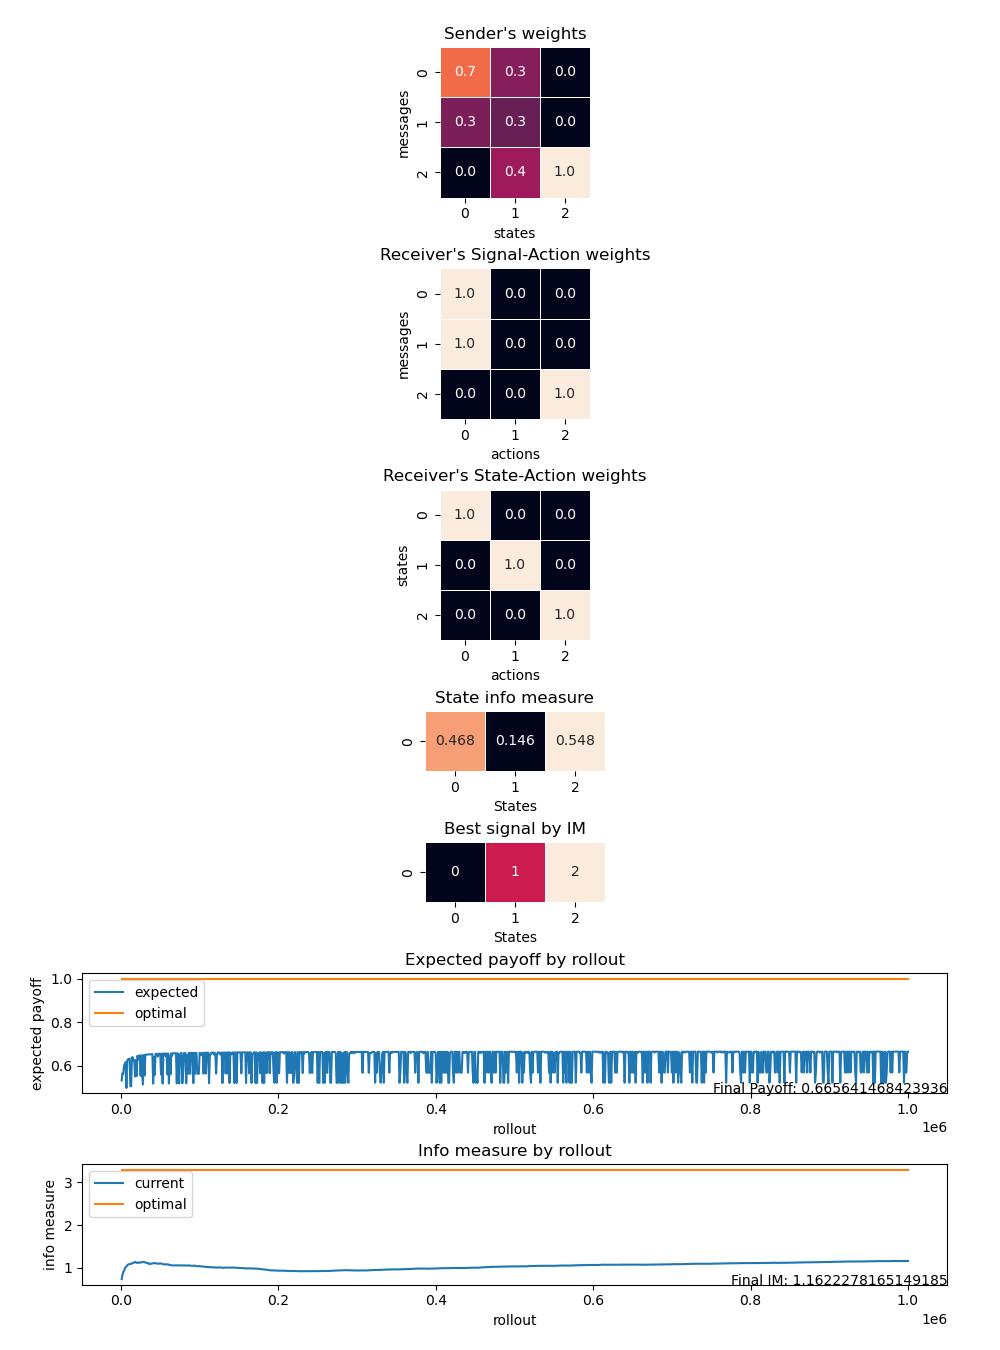 Sender's weights
messages
0 0.7 0.3 0.0
1 0.3 0.3 0.0
2 0.0 0.4 1.0
0 1 2
states
Receiver's Signal-Action weights
messages
0 1.0 0.0 0.0
1 1.0 0.0 0.0
2 0.0 0.0 1.0
0 1 2
actions
Receiver's State-Action weights
states
0 1.0 0.0 0.0
1 0.0 1.0 0.0
2 0.0 0.0 1.0
0 1 2
actions
State info measure
0 0.468 0.146 0.548
0 1 2
States
Best signal by IM
0 0 1 2
0 1 2
States
Expected payoff by rollout
expected payoff
1.0
0.8
0.6
expected
optimal
Final Payoff: 0.665641468423936
0.0 0.2 0.4 0.6 0.8 1.0
1e6
rollout
Info measure by rollout
info measure
3
2
1
current
optimal
Final IM: 1.1622278165149185
0.0 0.2 0.4 0.6 0.8 1.0
1e6
rollout